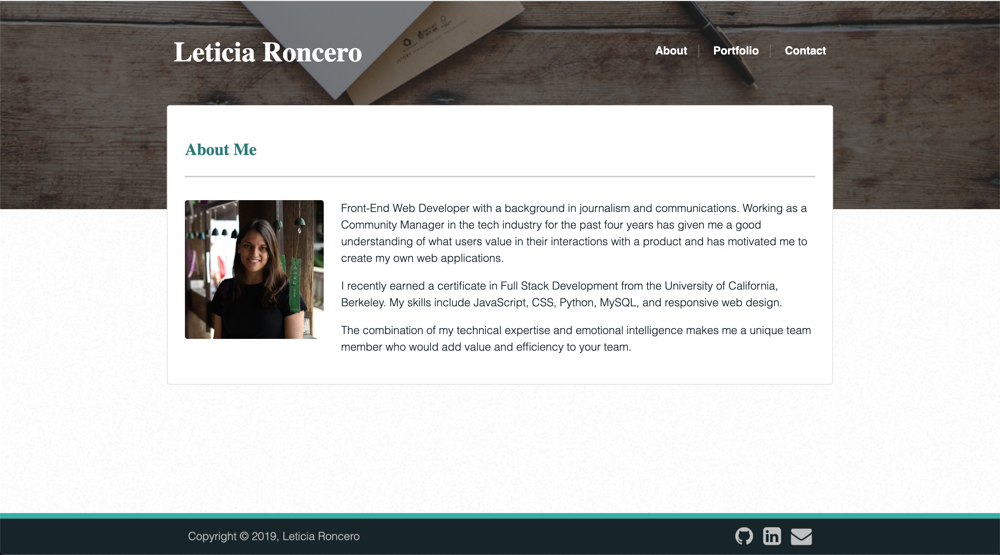 Leticia Roncero
About
Portfolio
Contact
About Me
Front-End Web Developer with a background in journalism and communications. Working as a
Community Manager in the tech industry for the past four years has given me a good
understanding of what users value in their interactions with a product and has motivated me to
create my own web applications.
I recently earned a certificate in Full Stack Development from the University of California,
Berkeley. My skills include JavaScript, CSS, Python, MySQL, and responsive web design.
The combination of my technical expertise and emotional intelligence makes me a unique team
member who would add value and efficiency to your team.
Copyright © 2019, Leticia Roncero